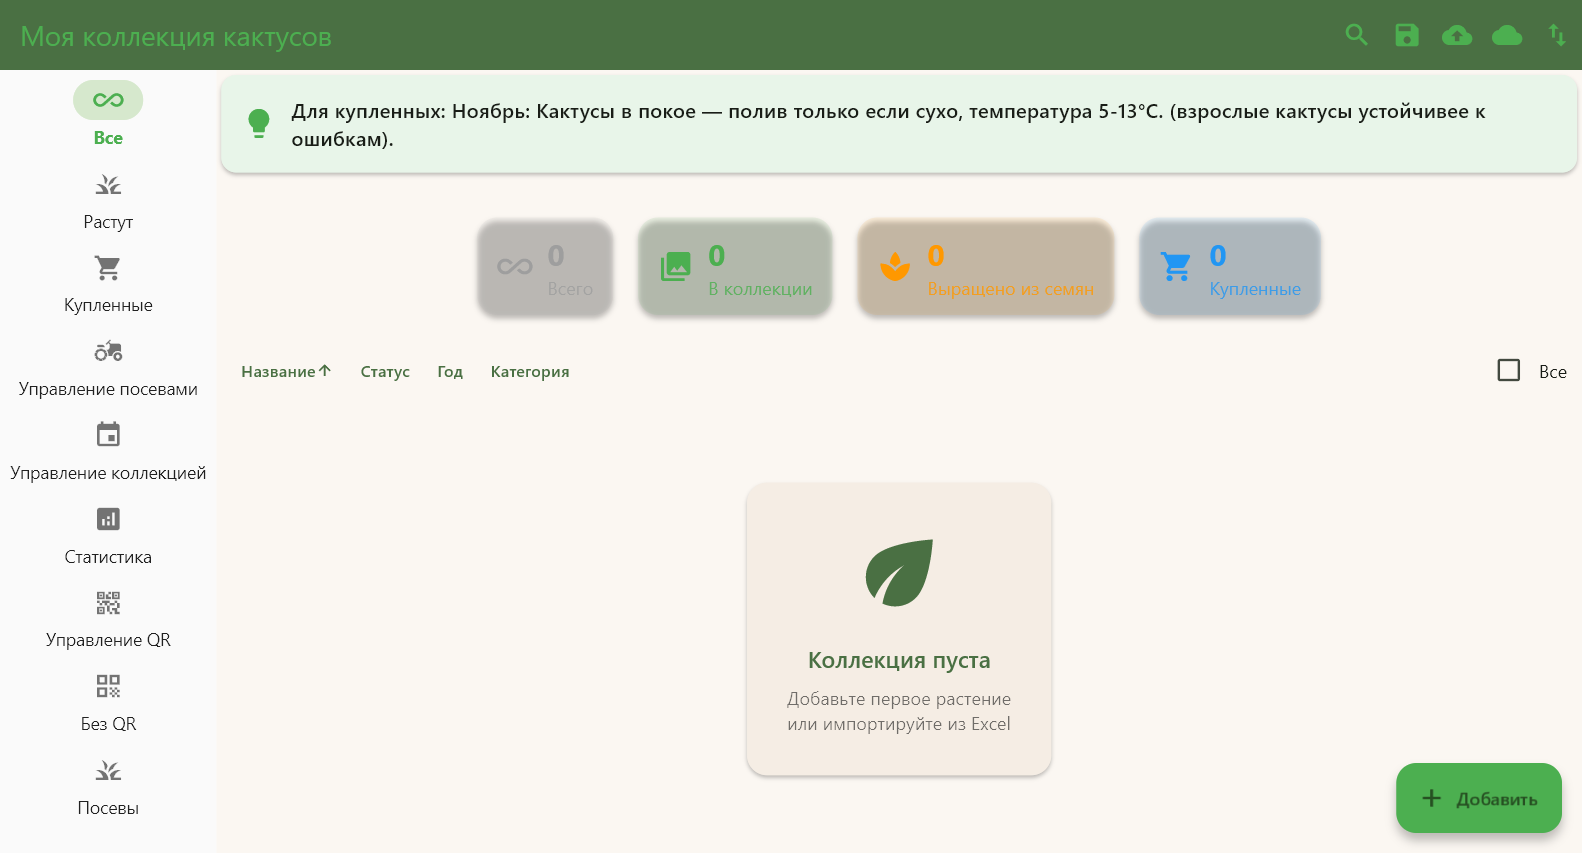 Моя коллекция кактусов
Все
Растут
Купленные
Управление посевами
Управление коллекцией
Статистика
Управление QR
Без QR
Посевы
Для купленных: Ноябрь: Кактусы в покое — полив только если сухо, температура 5-13°C. (взрослые кактусы устойчивее к
ошибкам).
0
Всего
0
В коллекции
0
Выращено из семян
0
Купленные
Название Статус Год Категория Все
Коллекция пуста
Добавьте первое растение
или импортируйте из Excel
Добавить